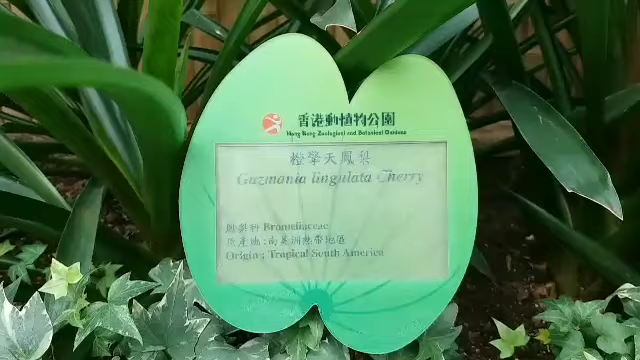 香港動植物公園
Hong Kong Zoological and Botanical Gardens
橙擎天鳳梨
Guzmania lingulata Cherry
鳳梨科 Bromeliaceae
原產地 : 南美洲熱帶地區
Origin : Tropical South America